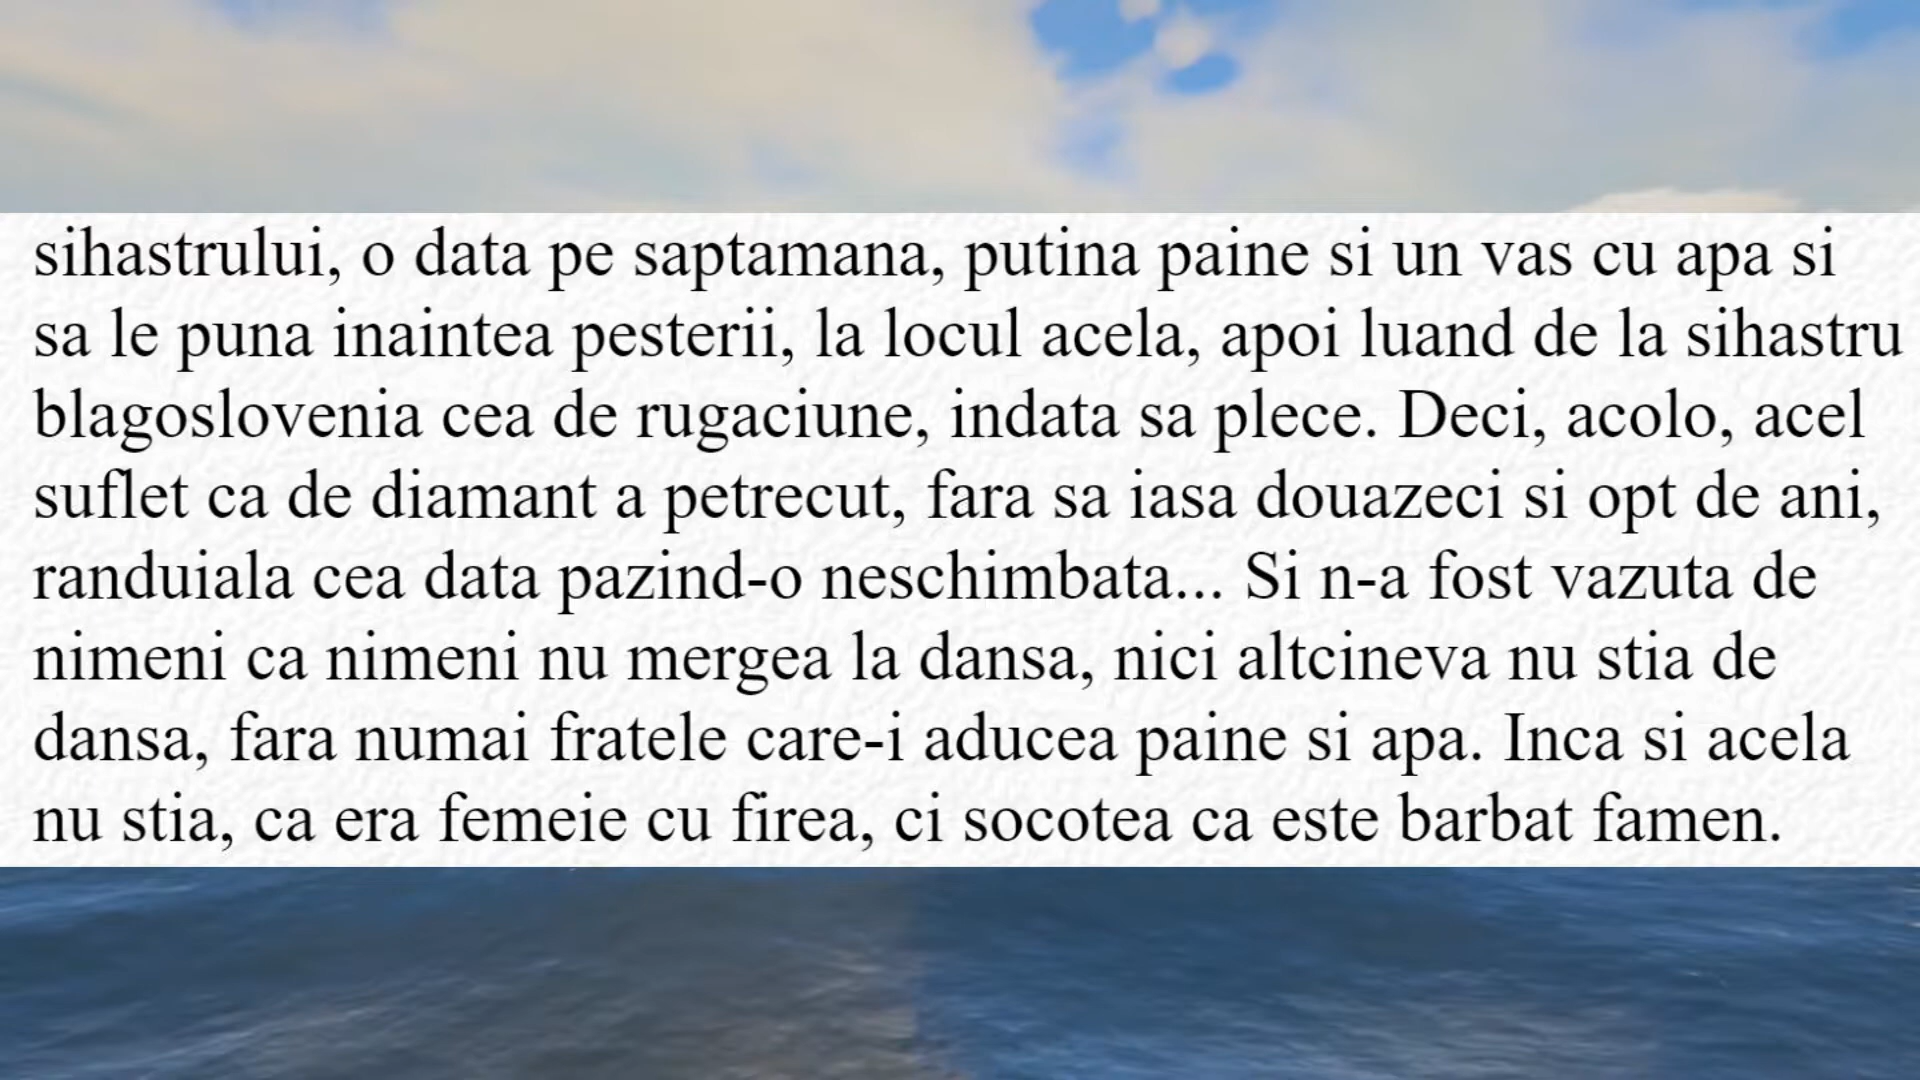 sihastrului, o data pe saptamana, putina paine si un vas cu apa si
sa le puna inaintea pesterii, la locul acela, apoi luand de la sihastru
blagoslovenia cea de rugaciune, indata sa plece. Deci, acolo, acel
suflet ca de diamant a petrecut, fara sa iasa douazeci si opt de ani,
randuiala cea data pazind-o neschimbata... Si n-a fost vazuta de
nimeni ca nimeni nu mergea la dansa, nici altcineva nu stia de
dansa, fara numai fratele care-i aducea paine si apa. Inca si acela
nu stia, ca era femeie cu firea, ci socotea ca este barbat famen.